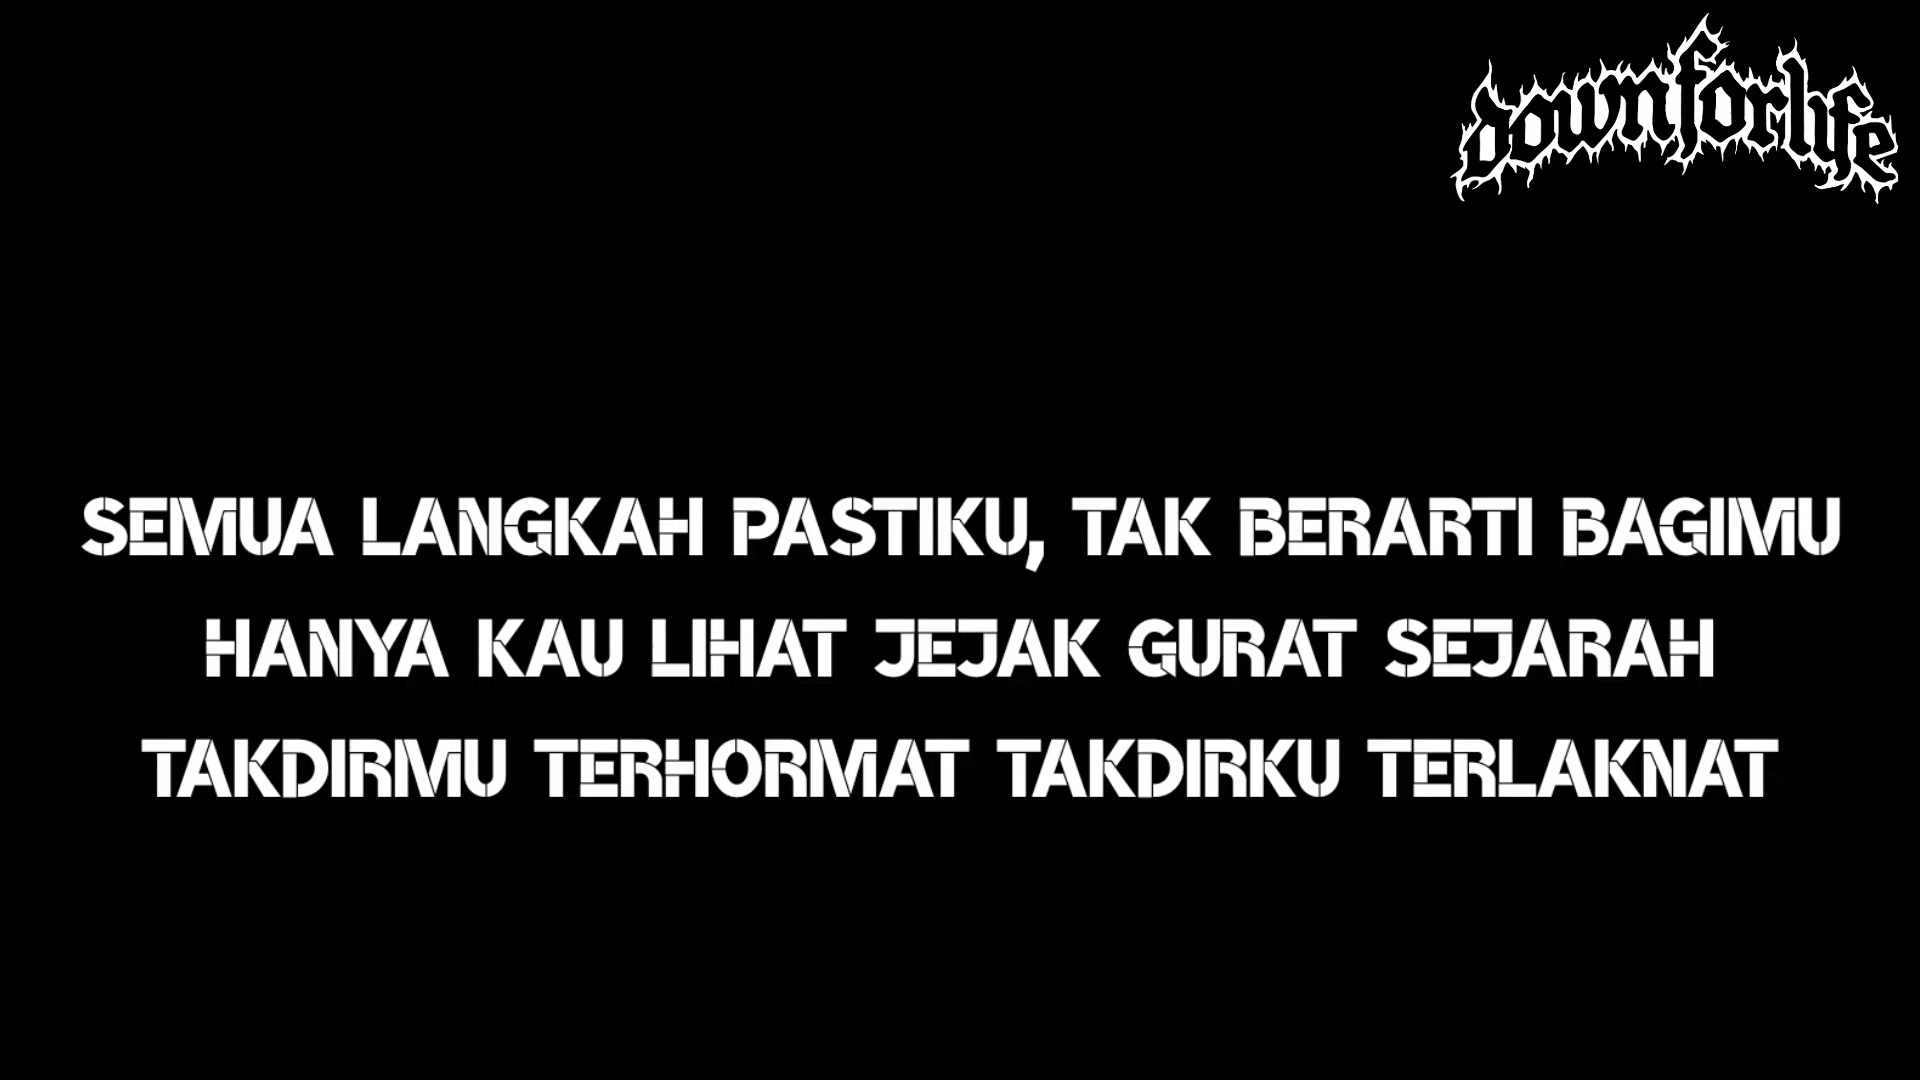 downforlife
SEMUA LANGKAH PASTIKU, TAK BERARTI BAGIMU
HANYA KAU LIHAT JEJAK GURAT SEJARAH
TAKDIRMU TERHORMAT TAKDIRKU TERLAKNAT